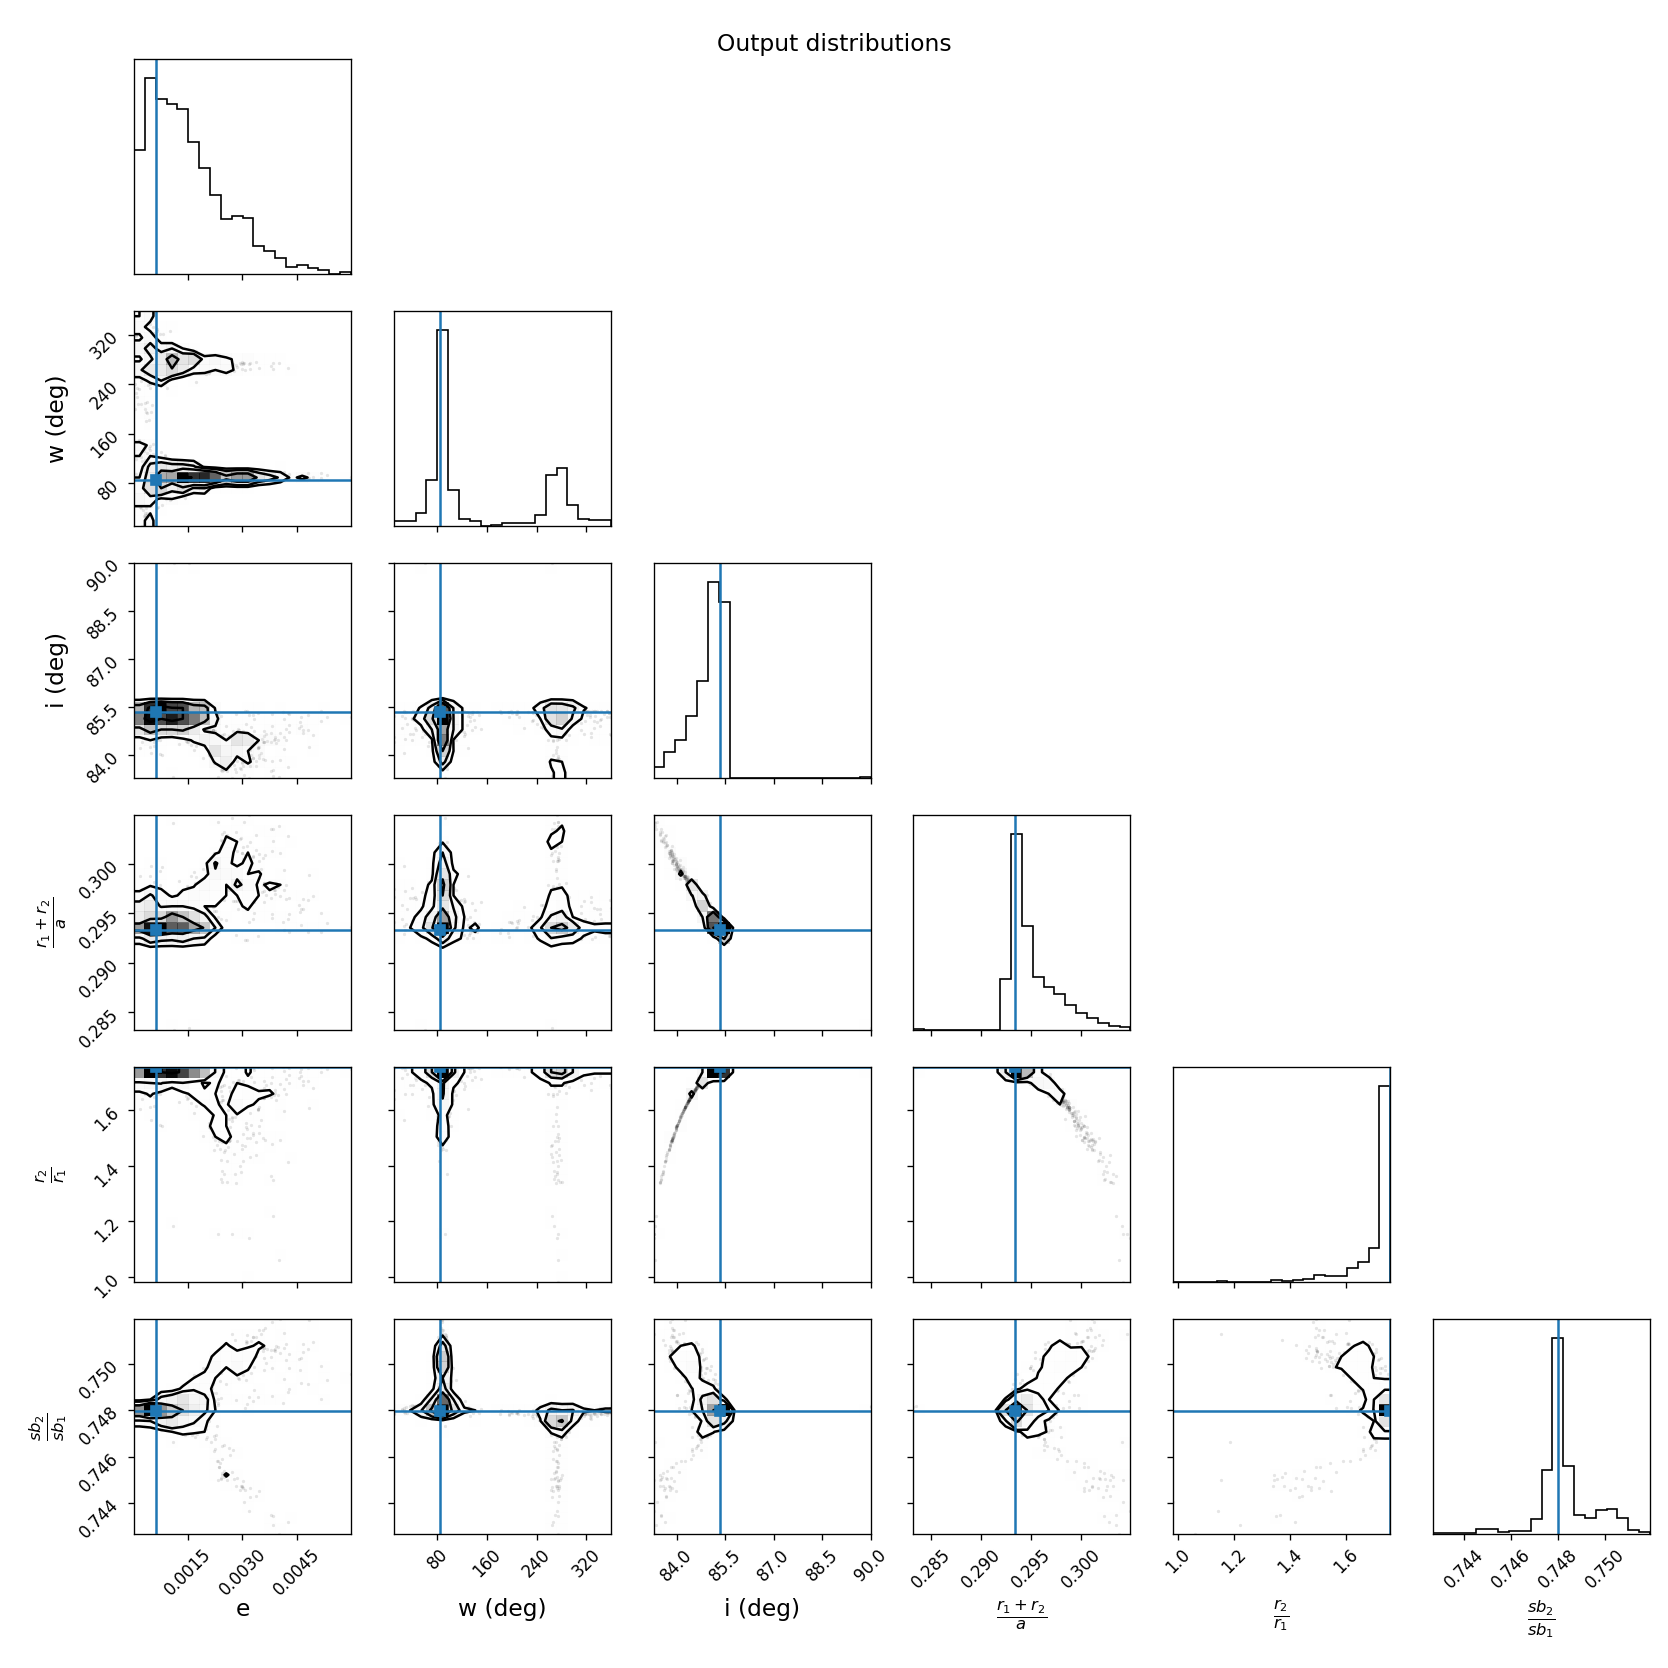 Output distributions
w (deg)
320
240
160
80
i (deg)
90.0
88.5
87.0
85.5
84.0
r₁ + r₂
a
0.300
0.295
0.290
0.285
r₂
r₁
1.6
1.4
1.2
1.0
sb₂
sb₁
0.750
0.748
0.746
0.744
0.0015 0.0030 0.0045 80 160 240 320 84.0 85.5 87.0 88.5 90.0 0.285 0.290 0.295 0.300 1.0 1.2 1.4 1.6 0.744 0.746 0.748 0.750
e w (deg) i (deg)
r₁ + r₂
a
r₂
r₁
sb₂
sb₁